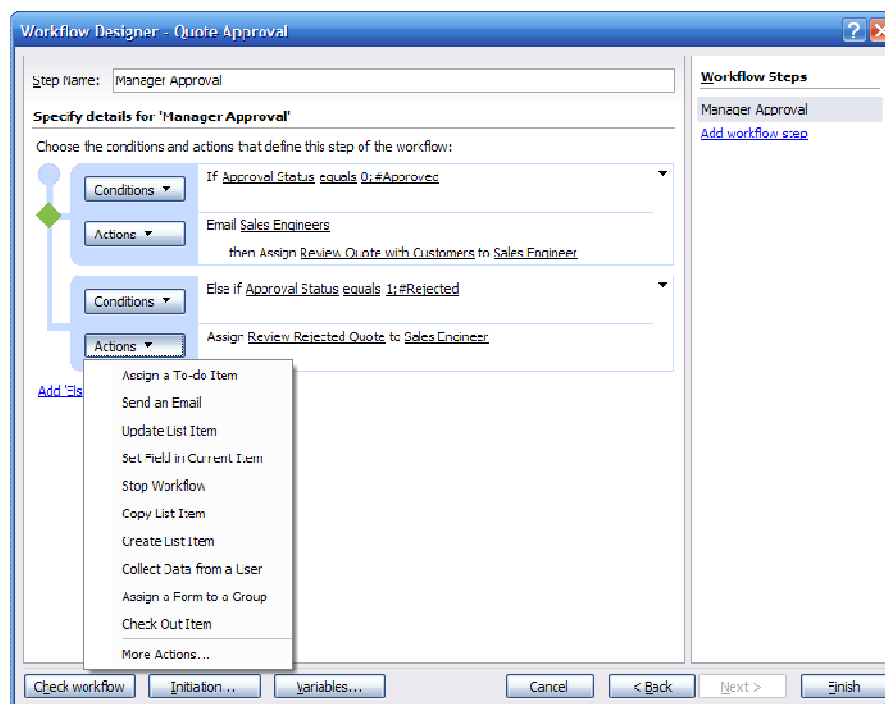 Workflow Designer - Quote Approval
?
Step Name: Manager Approval
Specify details for 'Manager Approval'
Choose the conditions and actions that define this step of the workflow:
Conditions
If Approval Status equals 0;#Approved
Actions
Email Sales Engineers
then Assign Review Quote with Customers to Sales Engineer
Conditions
Else if Approval Status equals 1;#Rejected
Actions
Assign Review Rejected Quote to Sales Engineer
Add 'Els
Assign a To-do Item
Send an Email
Update List Item
Set Field in Current Item
Stop Workflow
Copy List Item
Create List Item
Collect Data from a User
Assign a Form to a Group
Check Out Item
More Actions...
Workflow Steps
Manager Approval
Add workflow step
Check workflow
Initiation...
Variables...
Cancel
< Back
Next >
Finish